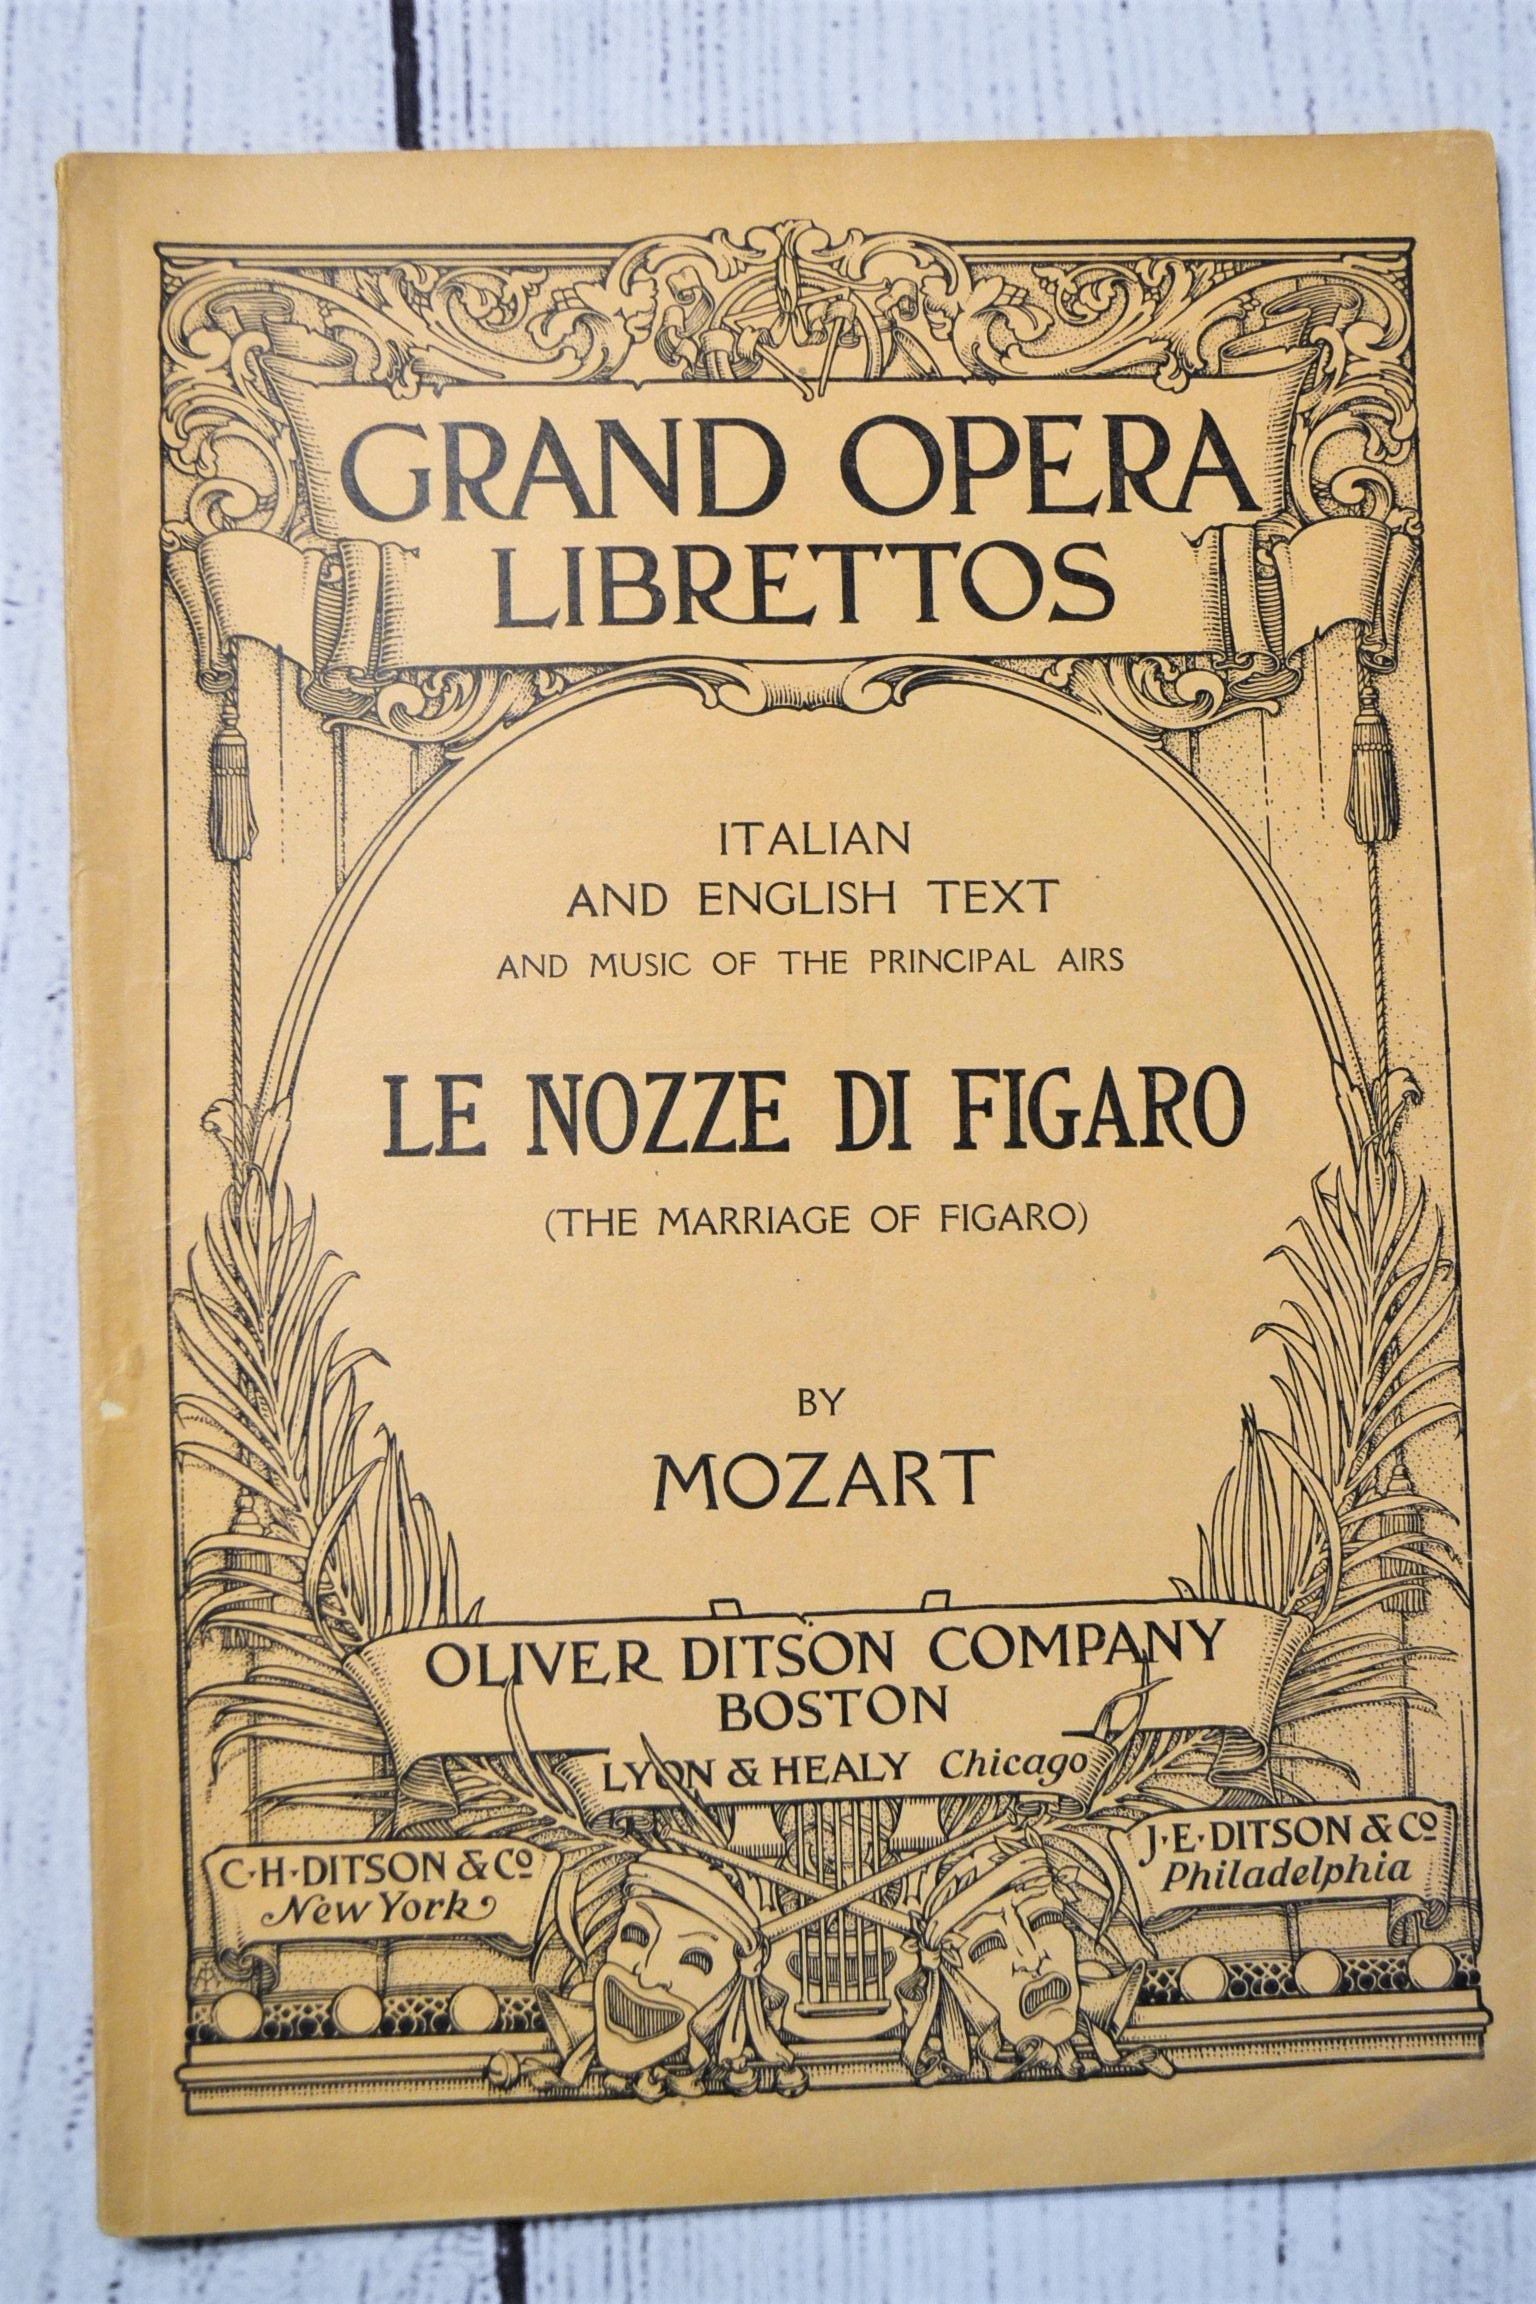 GRAND OPERA
LIBRETTOS
ITALIAN
AND ENGLISH TEXT
AND MUSIC OF THE PRINCIPAL AIRS
LE NOZZE DI FIGARO
(THE MARRIAGE OF FIGARO)
BY
MOZART
OLIVER DITSON COMPANY
BOSTON
LYON & HEALY Chicago
C·H·DITSON & Co
New York
J·E·DITSON & Co
Philadelphia